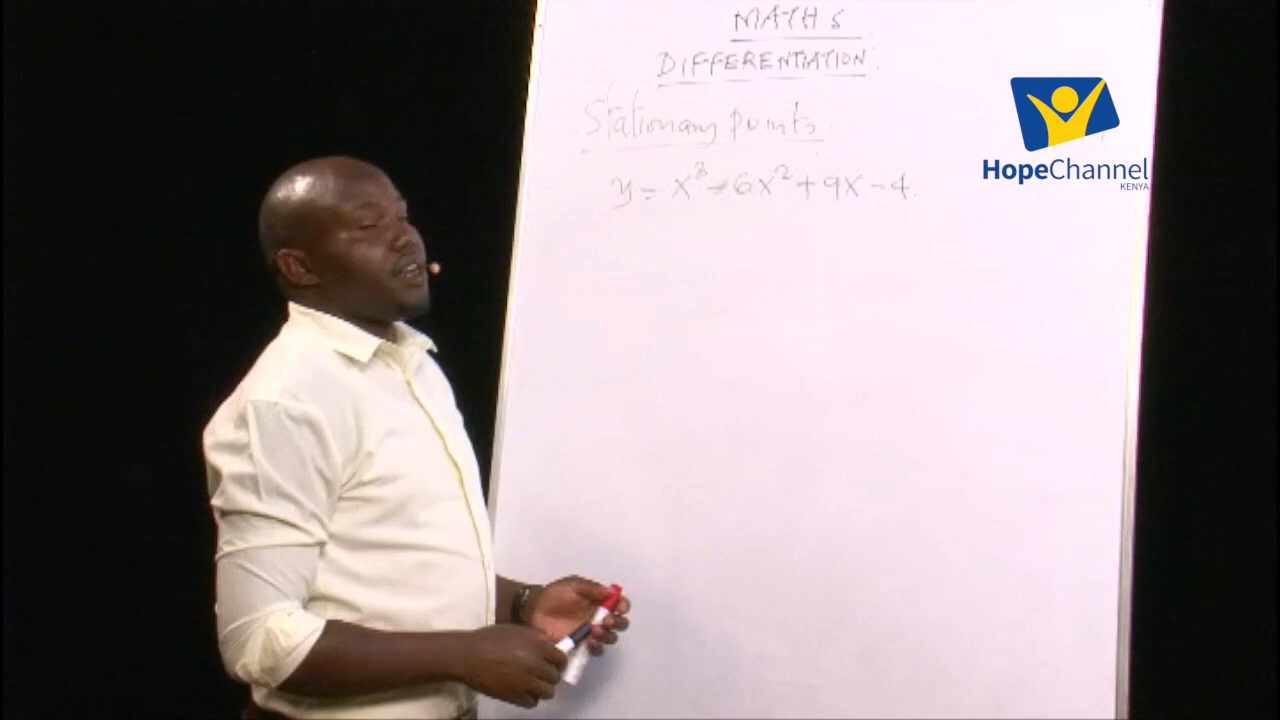 MATHS
DIFFERENTIATION.
Stationary points.
y = x³ - 6x² + 9x - 4.
HopeChannel
KENYA